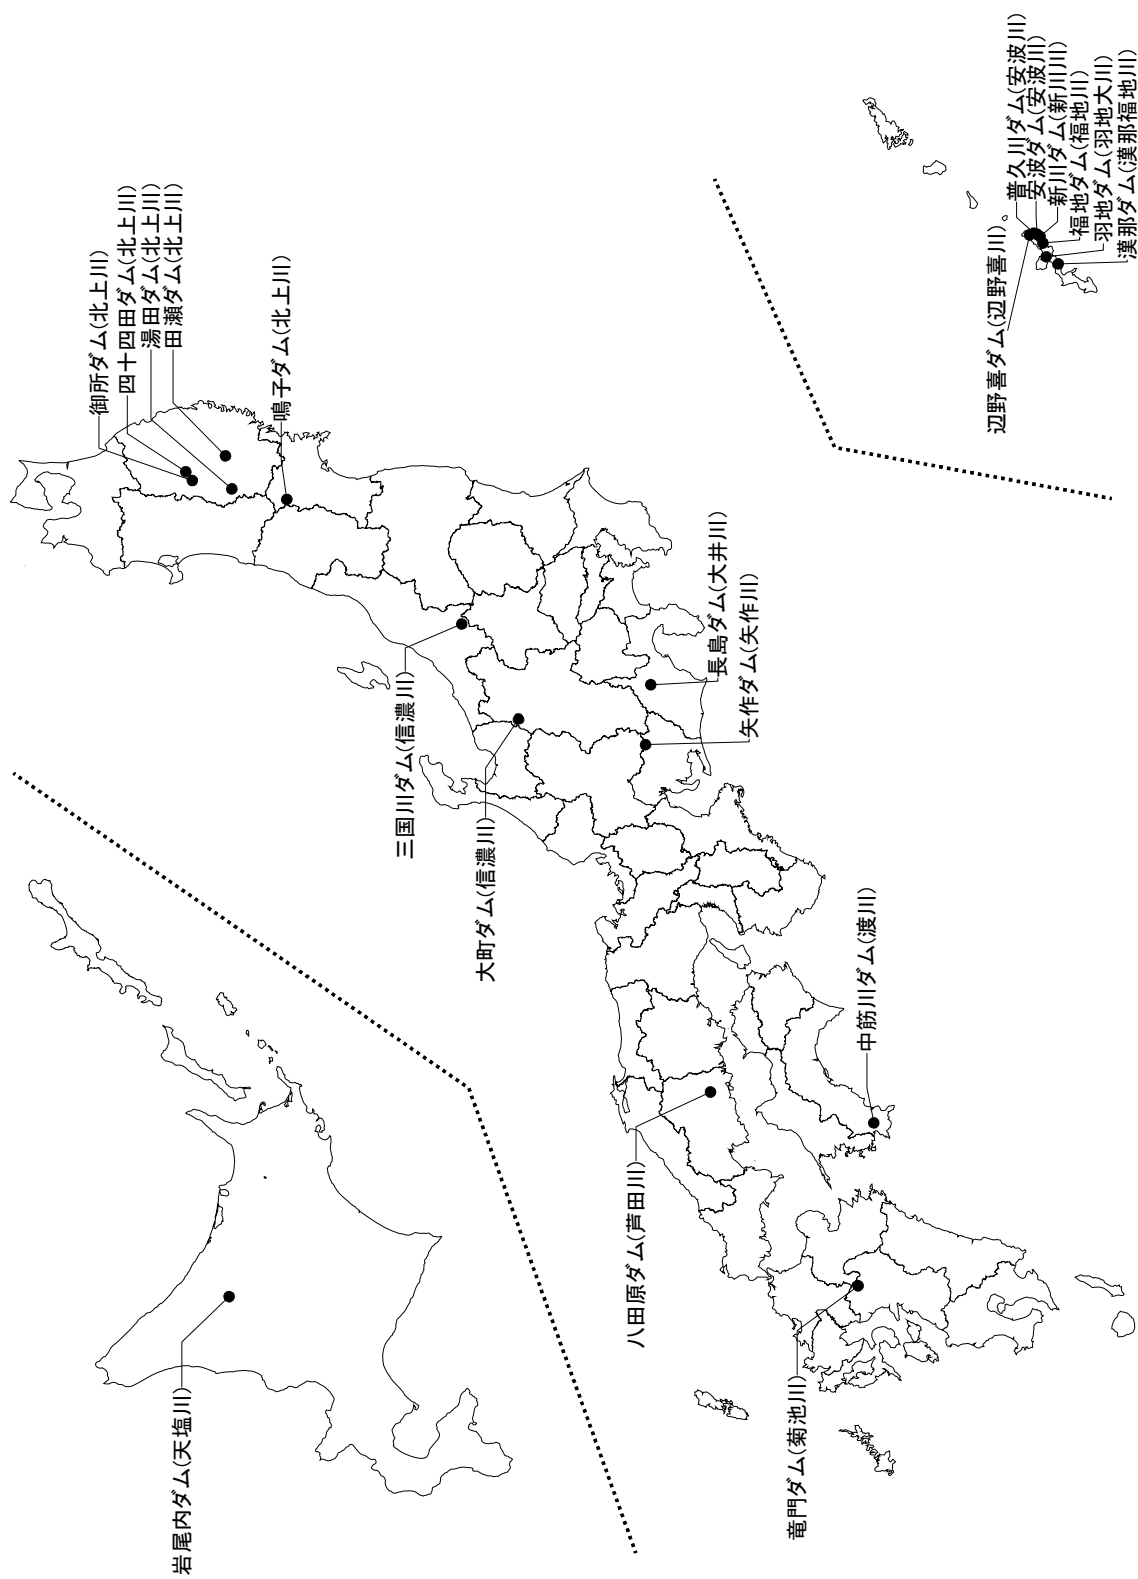 岩尾内ダム(天塩川)
御所ダム(北上川)
四十四田ダム(北上川)
湯田ダム(北上川)
田瀬ダム(北上川)
鳴子ダム(北上川)
三国川ダム(信濃川)
大町ダム(信濃川)
長島ダム(大井川)
矢作ダム(矢作川)
八田原ダム(芦田川)
中筋川ダム(渡川)
竜門ダム(菊池川)
辺野喜ダム(辺野喜川)
普久川ダム(安波川)
安波ダム(安波川)
新川ダム(新川川)
福地ダム(福地川)
羽地ダム(羽地大川)
漢那ダム(漢那福地川)